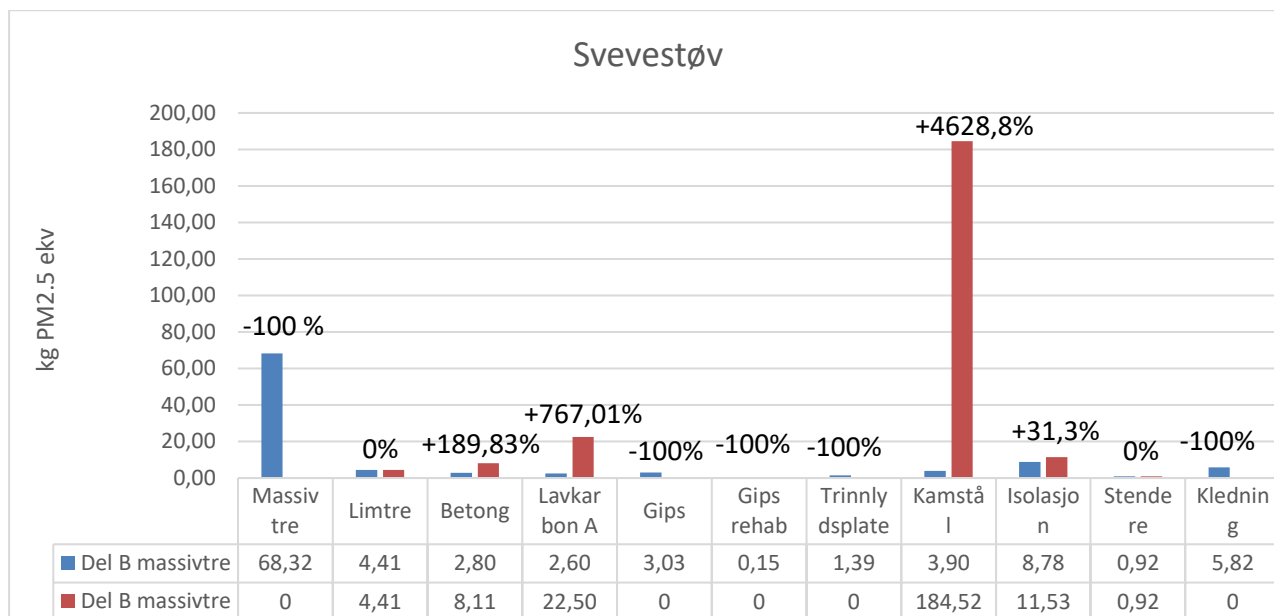 Svevestøv
kg PM2.5 ekv
200,00
180,00
160,00
140,00
120,00
100,00
80,00
60,00
40,00
20,00
0,00
-100 %
0%
+189,83%
+767,01%
-100%
-100%
-100%
+4628,8%
+31,3%
0%
-100%
Massiv
tre
Limtre
Betong
Lavkar
bon A
Gips
Gips
rehab
Trinnly
dsplate
Kamstå
l
Isolasjo
n
Stende
re
Klednin
g
Del B massivtre 68,32 4,41 2,80 2,60 3,03 0,15 1,39 3,90 8,78 0,92 5,82
Del B massivtre 0 4,41 8,11 22,50 0 0 0 184,52 11,53 0,92 0